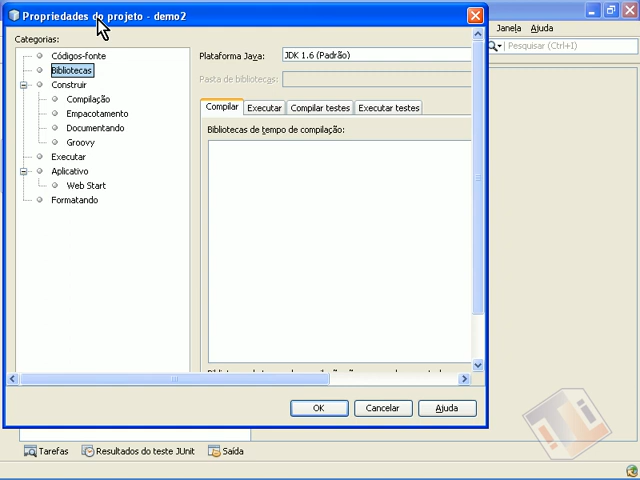 Propriedades do projeto - demo2
Janela Ajuda
Categorias:
Pesquisar (Ctrl+I)
Códigos-fonte
Bibliotecas
Construir
Compilação
Empacotamento
Documentando
Groovy
Executar
Aplicativo
Web Start
Formatando
Plataforma Java: JDK 1.6 (Padrão)
Pasta de bibliotecas:
Compilar Executar Compilar testes Executar testes
Bibliotecas de tempo de compilação:
OK Cancelar Ajuda
Tarefas Resultados do teste JUnit Saída